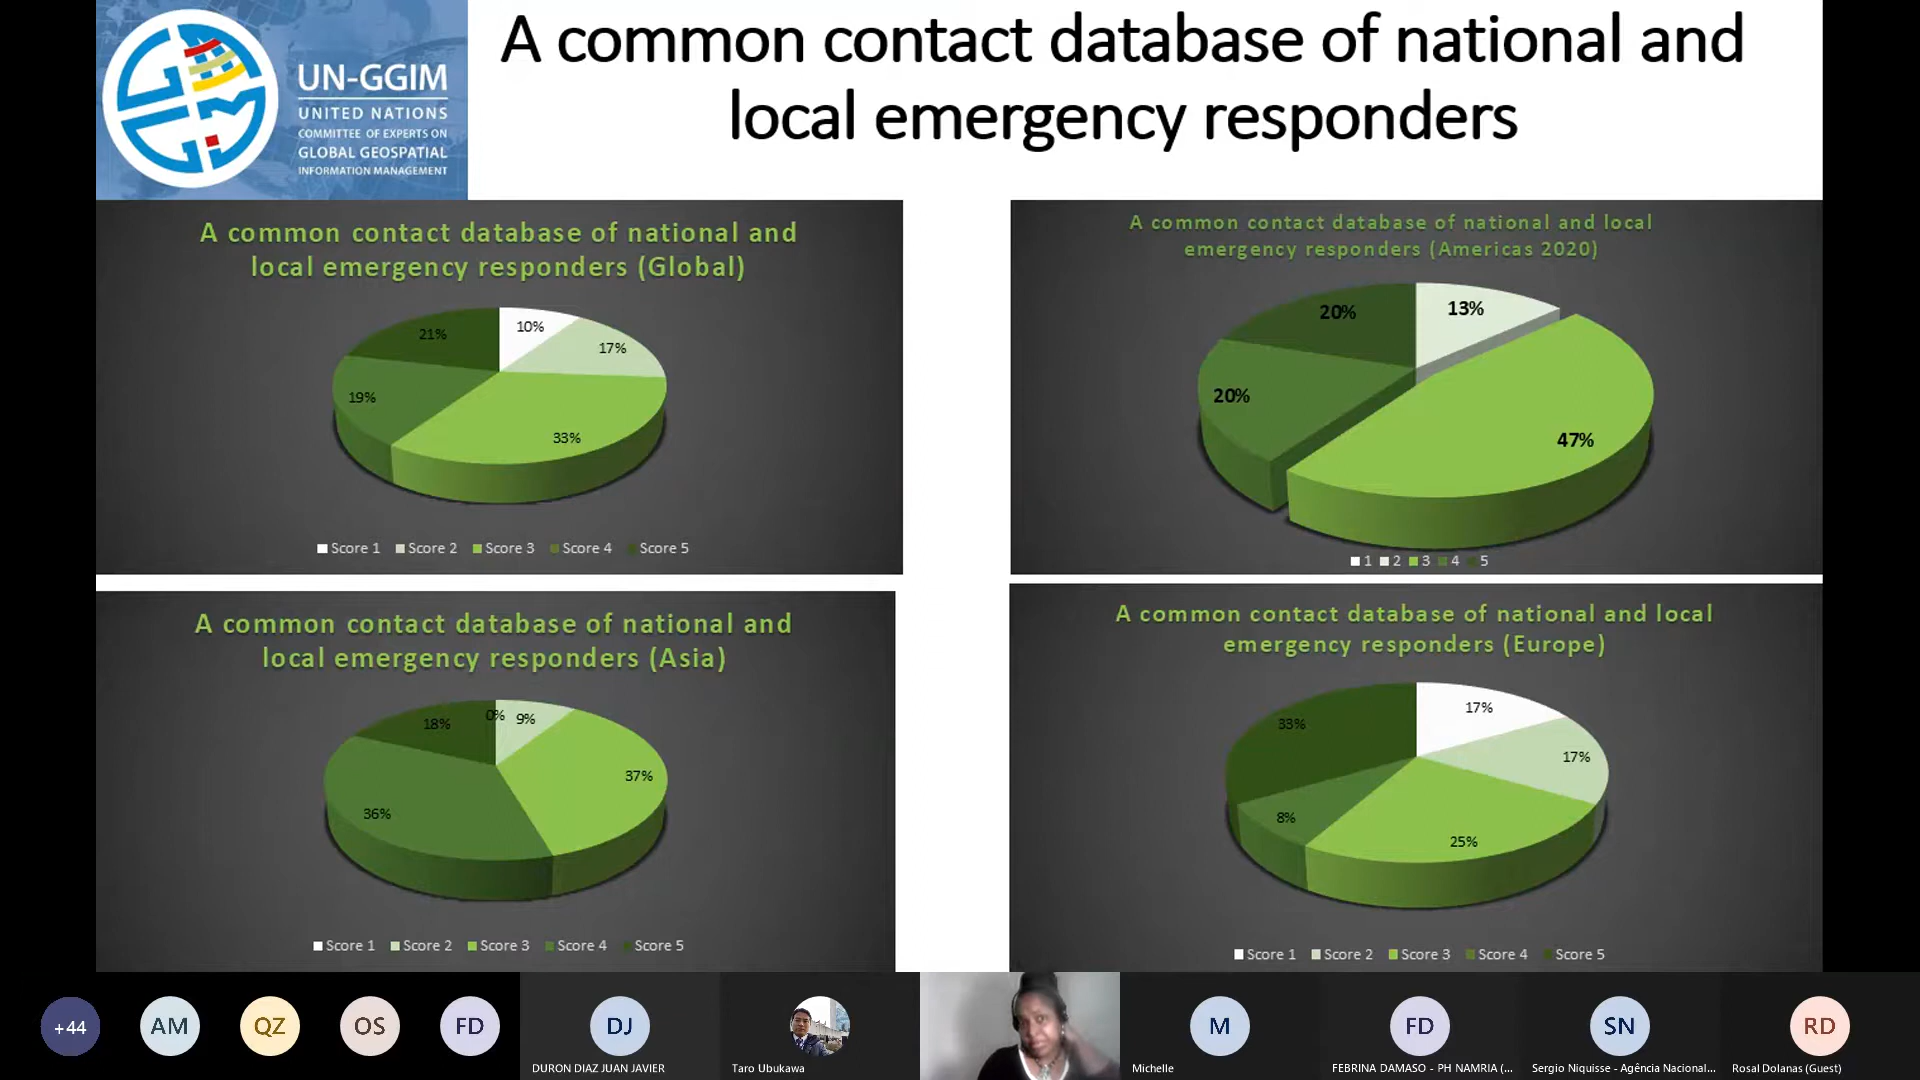 UN-GGIM
UNITED NATIONS
COMMITTEE OF EXPERTS ON
GLOBAL GEOSPATIAL
INFORMATION MANAGEMENT
A common contact database of national and
local emergency responders
A common contact database of national and
local emergency responders (Global)
10%
17%
33%
19%
21%
Score 1 Score 2 Score 3 Score 4 Score 5
A common contact database of national and local
emergency responders (Americas 2020)
13%
47%
20%
20%
1 2 3 4 5
A common contact database of national and
local emergency responders (Asia)
0%
9%
37%
36%
18%
Score 1 Score 2 Score 3 Score 4 Score 5
A common contact database of national and local
emergency responders (Europe)
17%
17%
25%
8%
33%
Score 1 Score 2 Score 3 Score 4 Score 5
+44
AM
QZ
OS
FD
DJ
DURON DIAZ JUAN JAVIER
Taro Ubukawa
M
Michelle
FD
FEBRINA DAMASO - PH NAMRIA (...
SN
Sergio Niquisse - Agência Nacional...
RD
Rosal Dolanas (Guest)